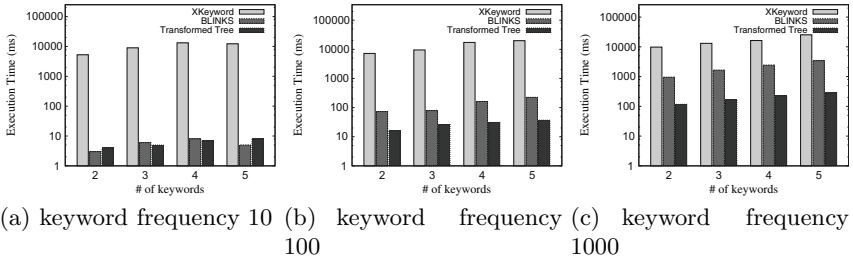 Execution Time (ms)
100000
10000
1000
100
10
1
XKeyword
BLINKS
Transformed Tree
2 3 4 5
# of keywords
(a) keyword frequency 10
Execution Time (ms)
100000
10000
1000
100
10
1
XKeyword
BLINKS
Transformed Tree
2 3 4 5
# of keywords
(b) keyword frequency
100
Execution Time (ms)
100000
10000
1000
100
10
1
XKeyword
BLINKS
Transformed Tree
2 3 4 5
# of keywords
(c) keyword frequency
1000